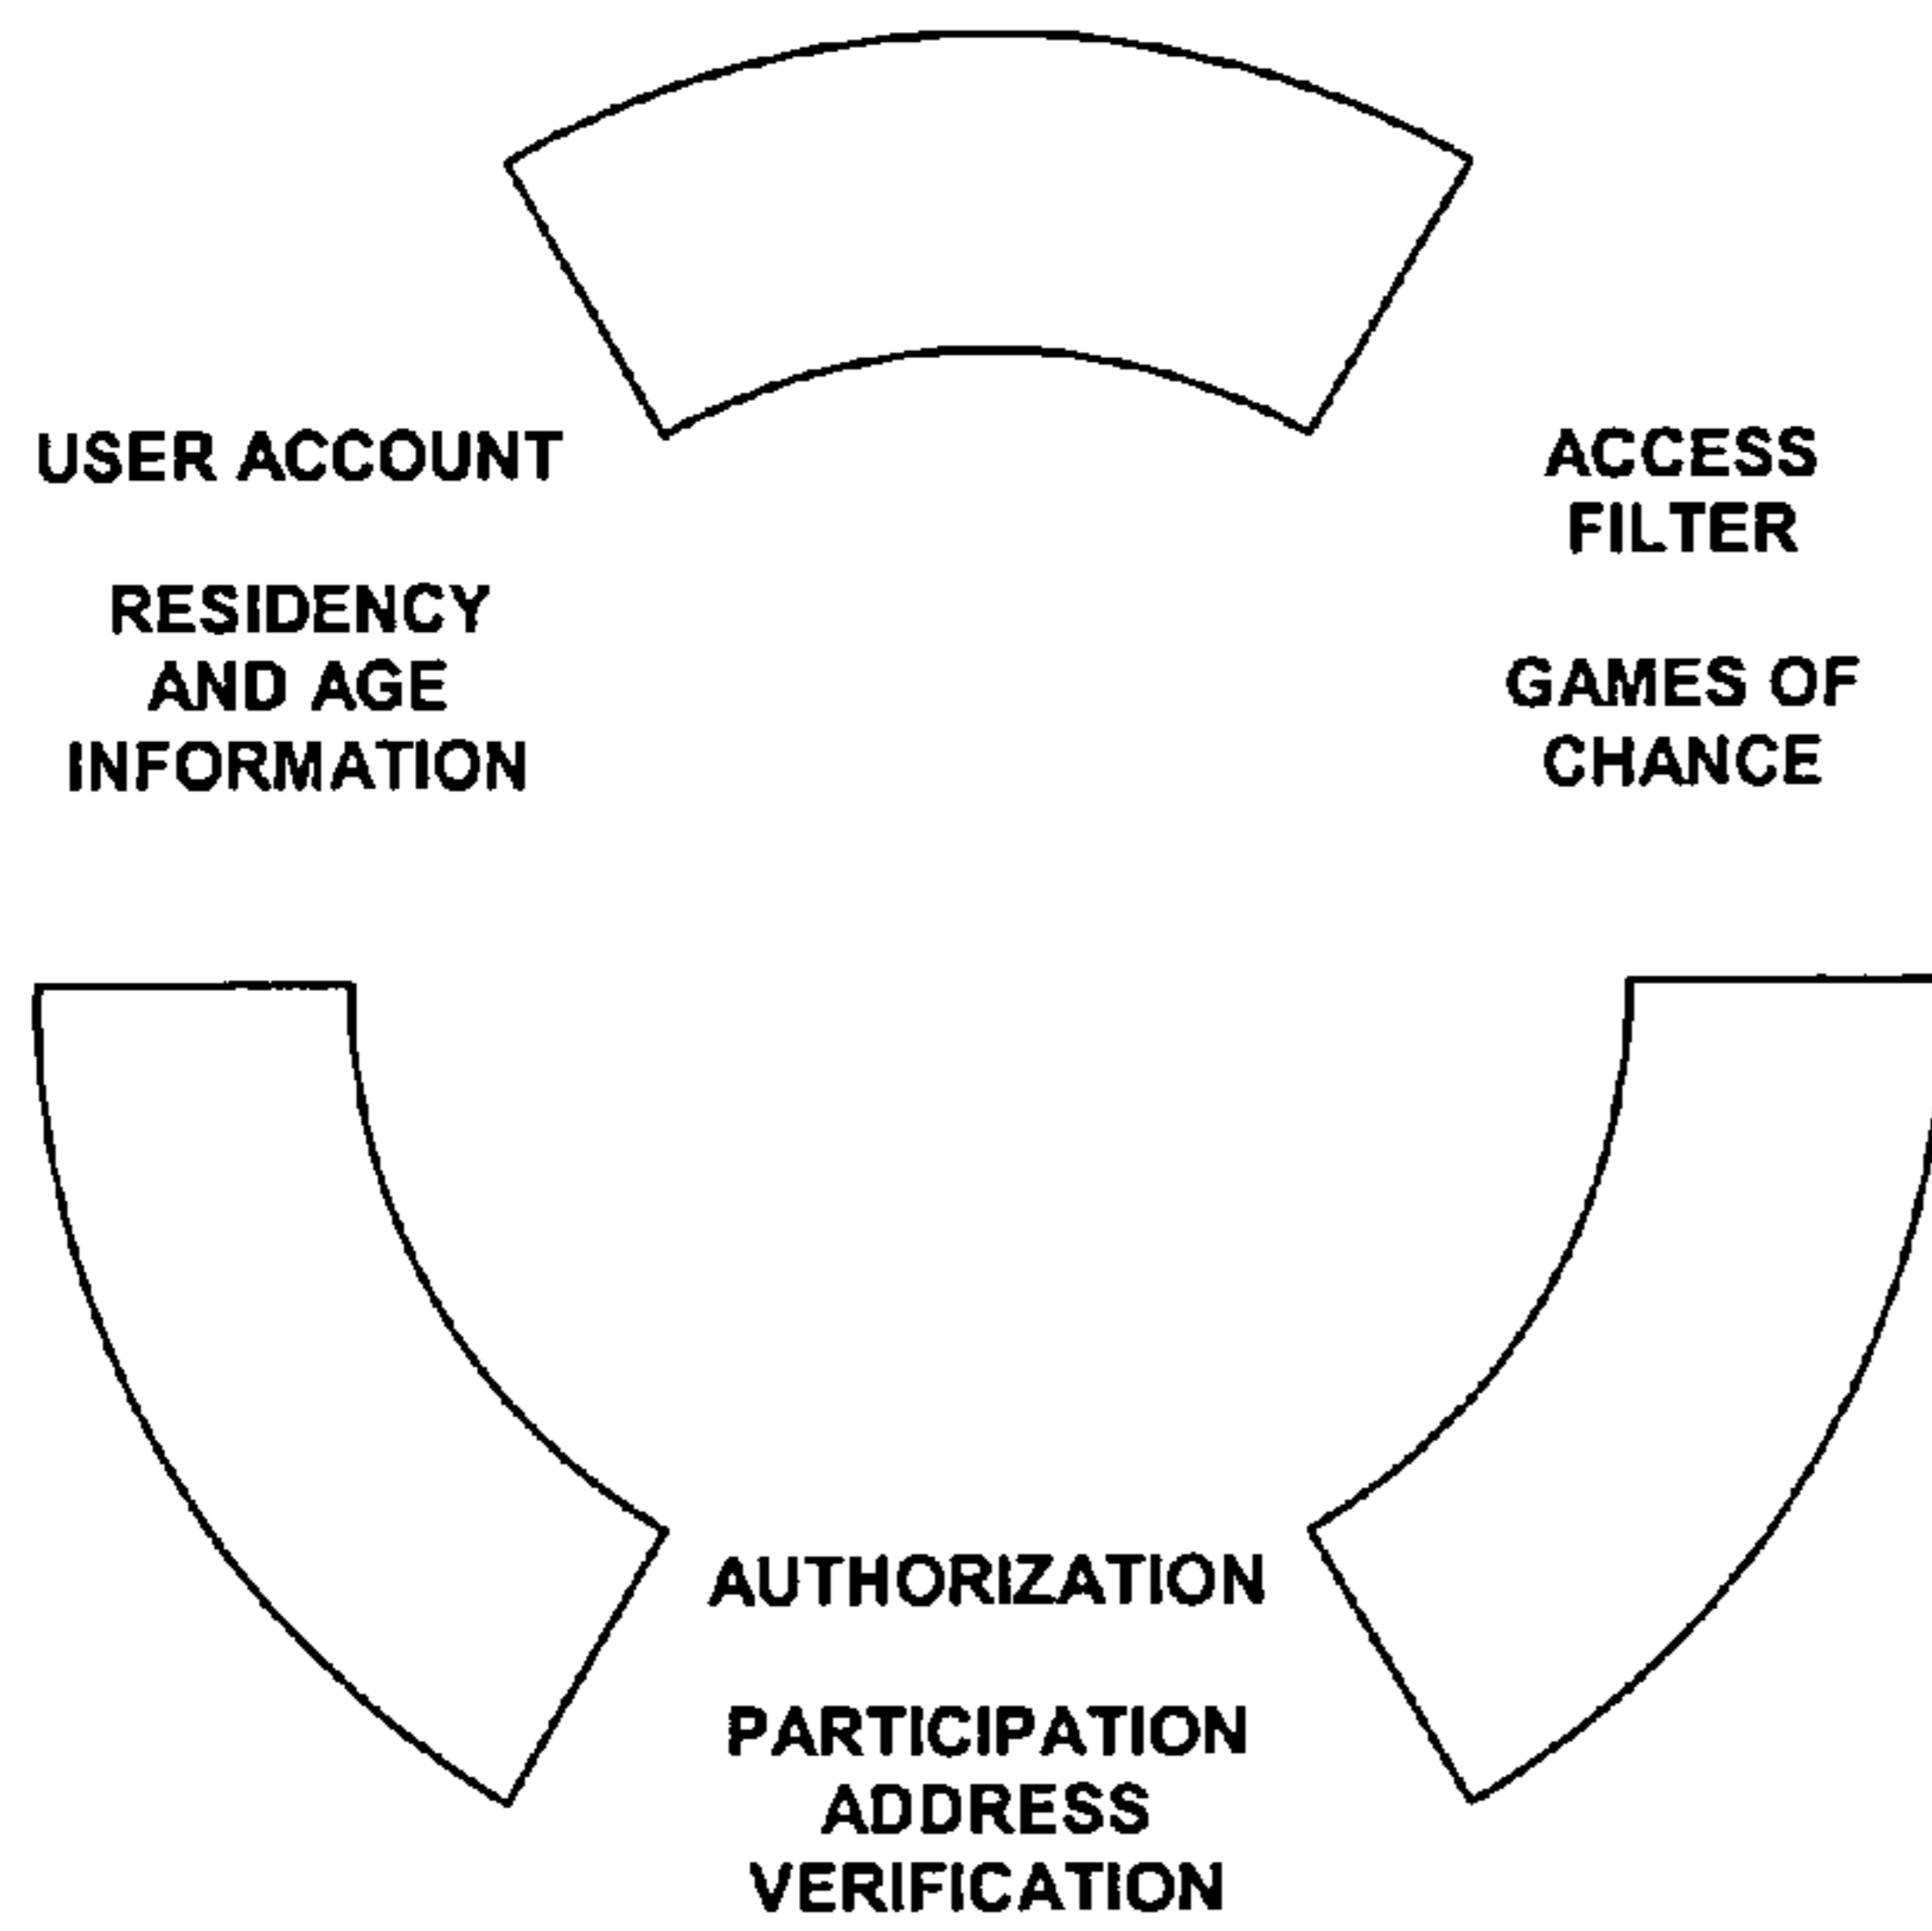 USER ACCOUNT
RESIDENCY
AND AGE
INFORMATION
ACCESS
FILTER
GAMES OF
CHANCE
AUTHORIZATION
PARTICIPATION
ADDRESS
VERIFICATION